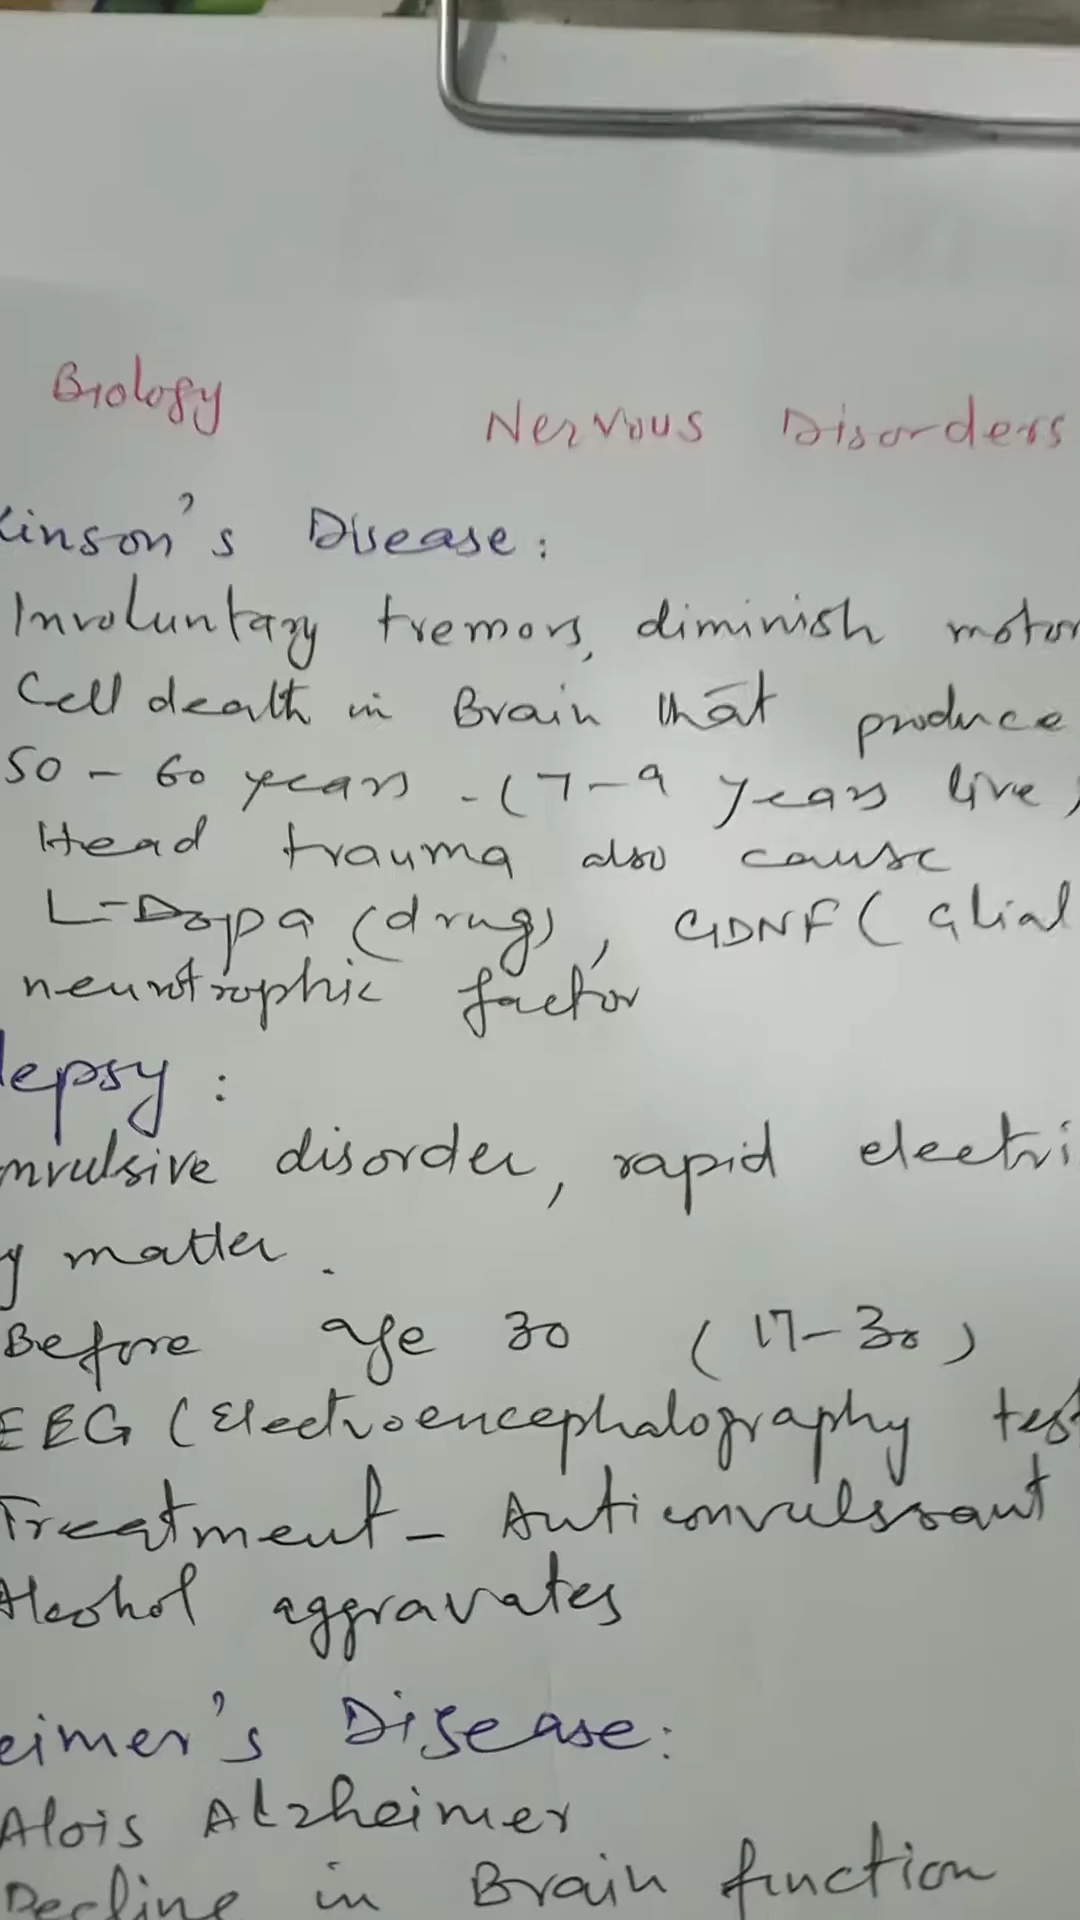 Biology
Nervous Disorders
kinson's Disease:
Involuntary tremors, diminish motor
Cell death in Brain that produce
50-60 years - (7-9 years live)
Head trauma also cause
L-Dopa (drug), GDNF (Glial
neurotrophic factor
lepsy:
nvulsive disorder, rapid electri
y matter.
Before age 30 (17-30)
EEG (Electroencephalography test
Treatment - Anticonvulssant
Alcohol aggravates
eimer's Disease:
Alois Alzheimer
Decline in Brain function